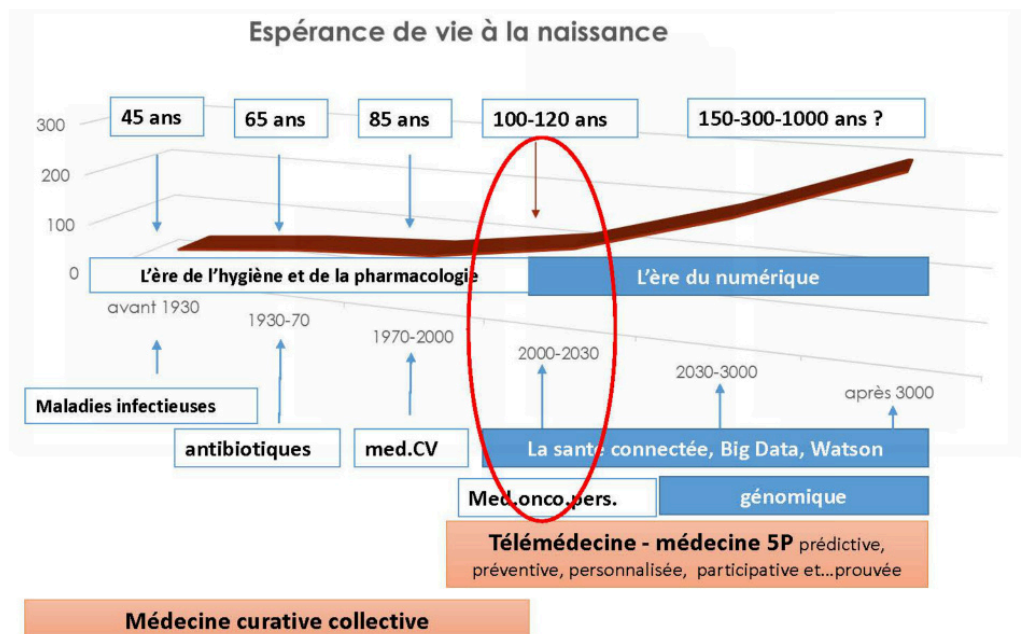 Espérance de vie à la naissance
45 ans
65 ans
85 ans
100-120 ans
150-300-1000 ans ?
300
200
100
0
L'ère de l'hygiène et de la pharmacologie
L'ère du numérique
avant 1930
1930-70
1970-2000
2000-2030
2030-3000
après 3000
Maladies infectieuses
antibiotiques
med.CV
La santé connectée, Big Data, Watson
Med.onco.pers.
génomique
Télémédecine - médecine 5P prédictive,
préventive, personnalisée, participative et...prouvée
Médecine curative collective